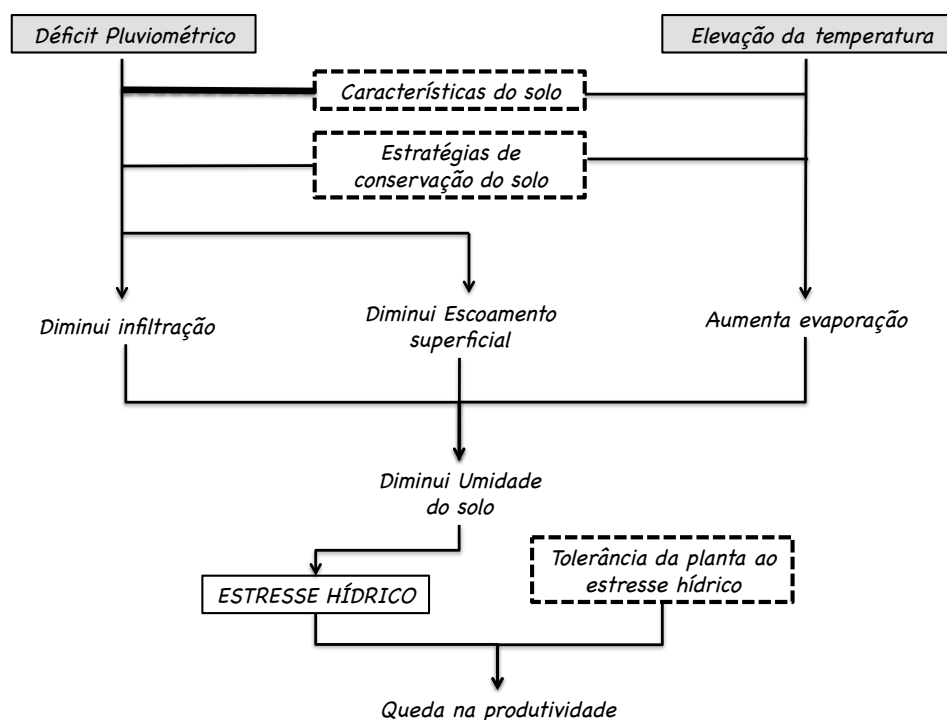 Déficit Pluviométrico
Elevação da temperatura
Características do solo
Estratégias de
conservação do solo
Diminui infiltração
Diminui Escoamento
superficial
Aumenta evaporação
Diminui Umidade
do solo
ESTRESSE HÍDRICO
Tolerância da planta ao
estresse hídrico
Queda na produtividade